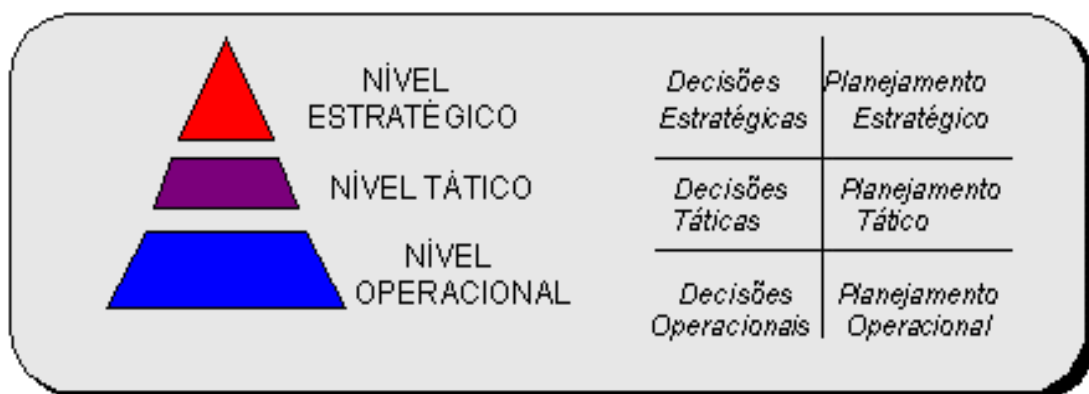 NÍVEL
ESTRATÉGICO
Decisões
Estratégicas
Planejamento
Estratégico
NÍVEL TÁTICO
Decisões
Táticas
Planejamento
Tático
NÍVEL
OPERACIONAL
Decisões
Operacionais
Planejamento
Operacional